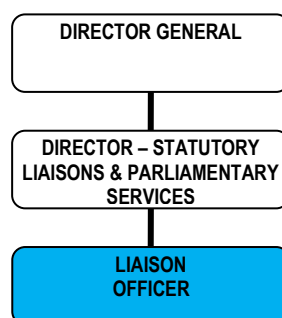 DIRECTOR GENERAL
DIRECTOR – STATUTORY
LIAISONS & PARLIAMENTARY
SERVICES
LIAISON
OFFICER